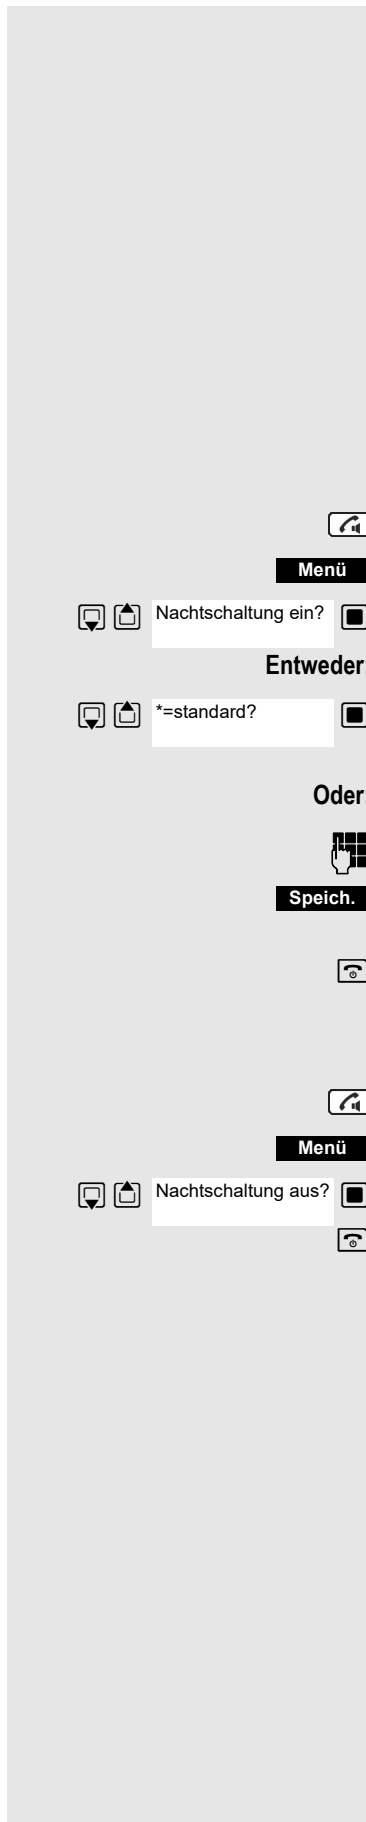 Menü
Nachtschaltung ein?
Entweder:
*=standard?
Oder:
Speich.
Menü
Nachtschaltung aus?